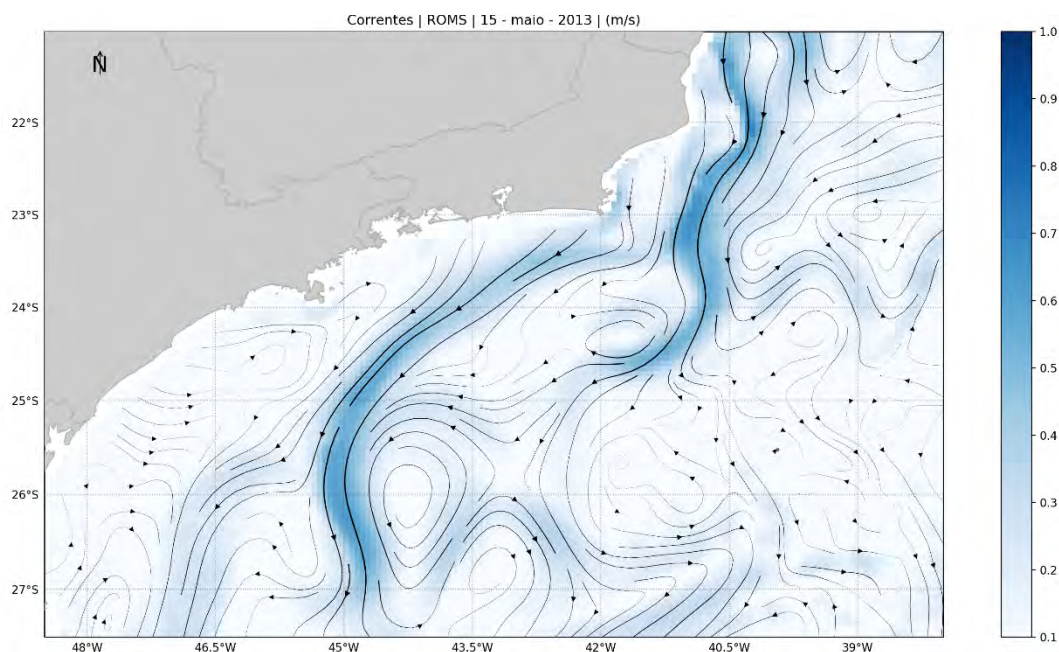 Correntes | ROMS | 15 - maio - 2013 | (m/s)
N
1.0
0.9
0.8
0.7
0.6
0.5
0.4
0.3
0.2
0.1
22°S
23°S
24°S
25°S
26°S
27°S
48°W
46.5°W
45°W
43.5°W
42°W
40.5°W
39°W